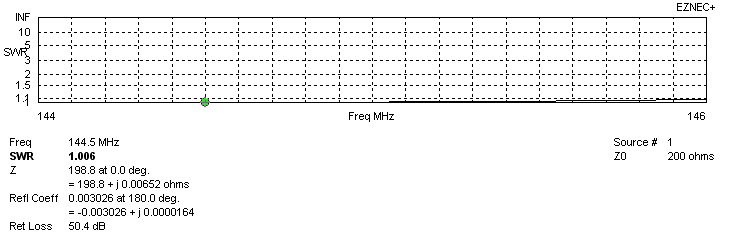 EZNEC+
INF
10
5
SWR
3
2
1.5
1.1
1
144 Freq MHz 146
Freq 144.5 MHz Source # 1
SWR 1.006 Z0 200 ohms
Z 198.8 at 0.0 deg.
= 198.8 + j 0.00652 ohms
Refl Coeff 0.003026 at 180.0 deg.
= -0.003026 + j 0.0000164
Ret Loss 50.4 dB